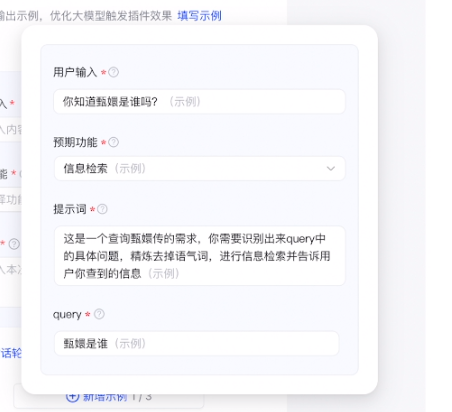 输出示例，优化大模型触发插件效果 填写示例
用户输入 *
你知道甄嬛是谁吗？（示例）
入 *
入内容
预期功能 *
信息检索（示例）
能 *
提示词 *
这是一个查询甄嬛传的需求，你需要识别出来query中
的具体问题，精炼去掉语气词，进行信息检索并告诉用
户你查到的信息（示例）
*
入本
query *
甄嬛是谁（示例）
话轮
新增示例 1 / 3